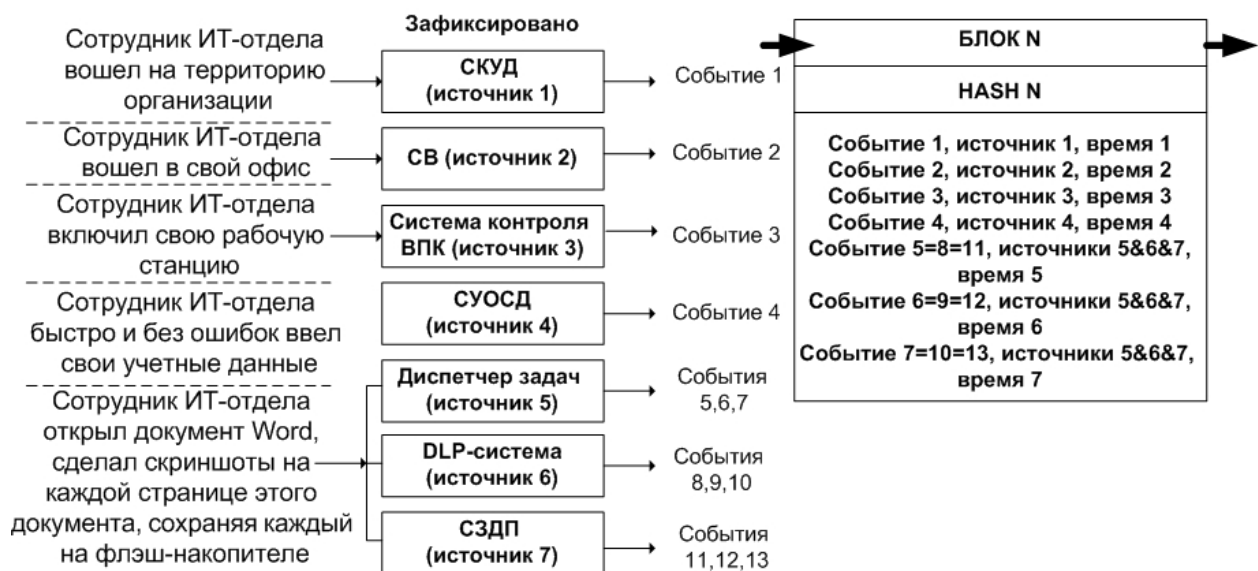 Зафиксировано
Сотрудник ИТ-отдела
вошел на территорию
организации
СКУД
(источник 1)
Событие 1
Сотрудник ИТ-отдела
вошел в свой офис
СВ (источник 2)
Событие 2
Сотрудник ИТ-отдела
включил свою рабочую
станцию
Система контроля
ВПК (источник 3)
Событие 3
Сотрудник ИТ-отдела
быстро и без ошибок ввел
свои учетные данные
СУОСД
(источник 4)
Событие 4
Сотрудник ИТ-отдела
открыл документ Word,
сделал скриншоты на
каждой странице этого
документа, сохраняя каждый
на флэш-накопителе
Диспетчер задач
(источник 5)
События
5,6,7
DLP-система
(источник 6)
События
8,9,10
СЗДП
(источник 7)
События
11,12,13
БЛОК N
HASH N
Событие 1, источник 1, время 1
Событие 2, источник 2, время 2
Событие 3, источник 3, время 3
Событие 4, источник 4, время 4
Событие 5=8=11, источники 5&6&7,
время 5
Событие 6=9=12, источники 5&6&7,
время 6
Событие 7=10=13, источники 5&6&7,
время 7